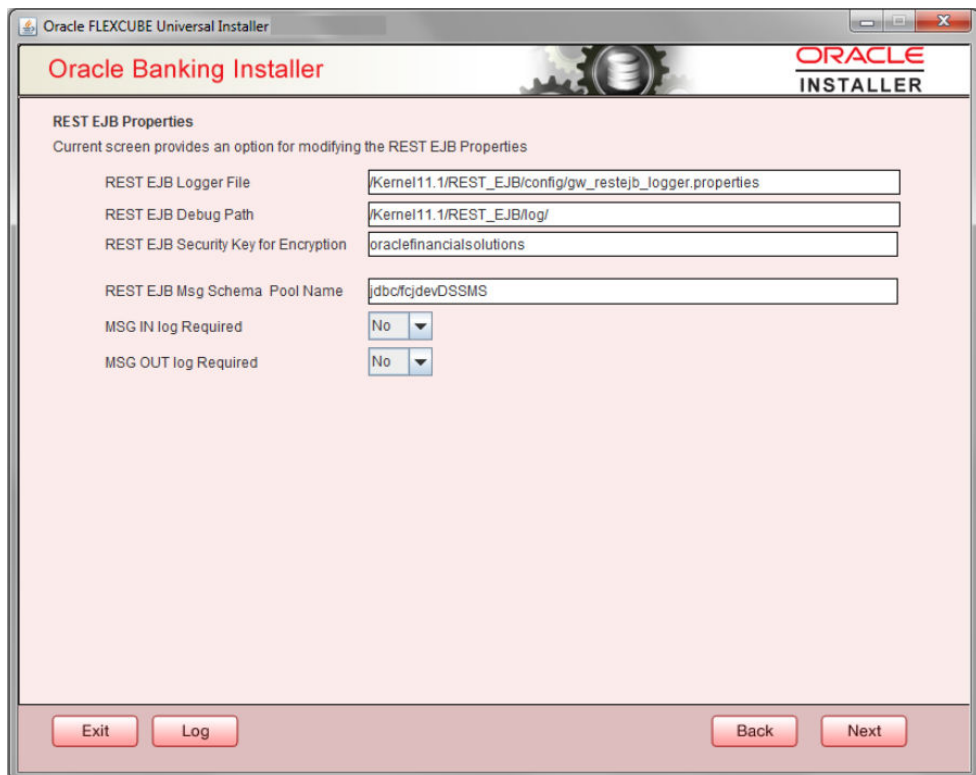 Oracle FLEXCUBE Universal Installer
Oracle Banking Installer
ORACLE
INSTALLER
REST EJB Properties
Current screen provides an option for modifying the REST EJB Properties
REST EJB Logger File /Kernel11.1/REST_EJB/config/gw_restejb_logger.properties
REST EJB Debug Path /Kernel11.1/REST_EJB/log/
REST EJB Security Key for Encryption oraclefinancialsolutions
REST EJB Msg Schema Pool Name jdbc/fcjdevDSSMS
MSG IN log Required No
MSG OUT log Required No
Exit Log Back Next